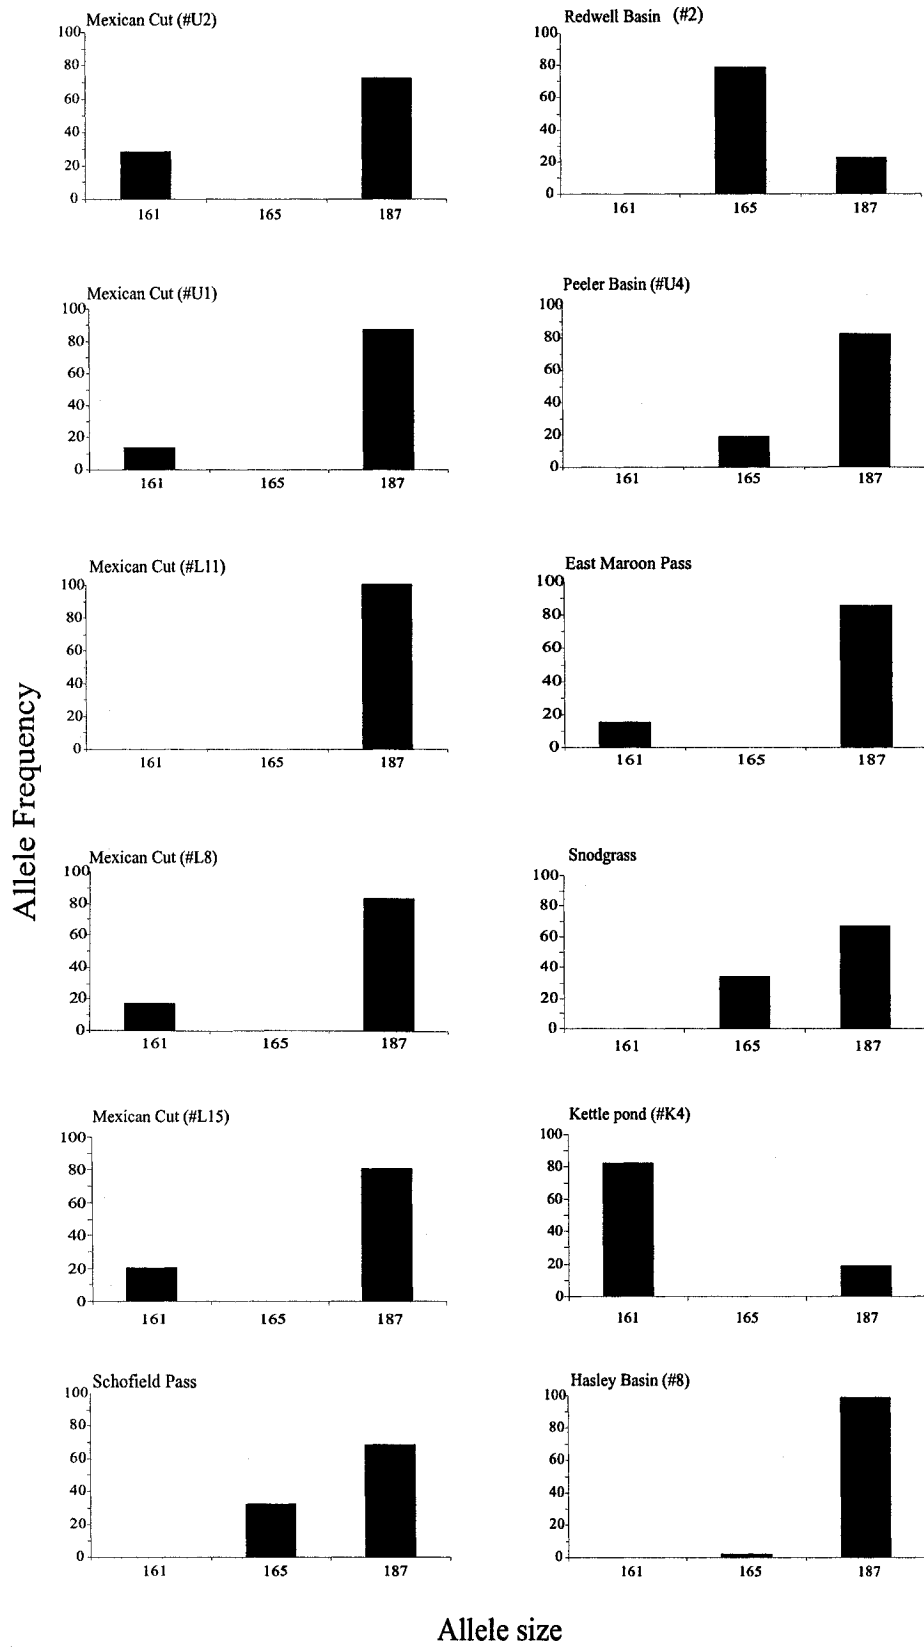 Mexican Cut (#U2)
100
80
60
40
20
0
161 165 187
Redwell Basin (#2)
100
80
60
40
20
0
161 165 187
Mexican Cut (#U1)
100
80
60
40
20
0
161 165 187
Peeler Basin (#U4)
100
80
60
40
20
0
161 165 187
Mexican Cut (#L11)
100
80
60
40
20
0
161 165 187
East Maroon Pass
100
80
60
40
20
0
161 165 187
Allele Frequency
Mexican Cut (#L8)
100
80
60
40
20
0
161 165 187
Snodgrass
100
80
60
40
20
0
161 165 187
Mexican Cut (#L15)
100
80
60
40
20
0
161 165 187
Kettle pond (#K4)
100
80
60
40
20
0
161 165 187
Schofield Pass
100
80
60
40
20
0
161 165 187
Hasley Basin (#8)
100
80
60
40
20
0
161 165 187
Allele size